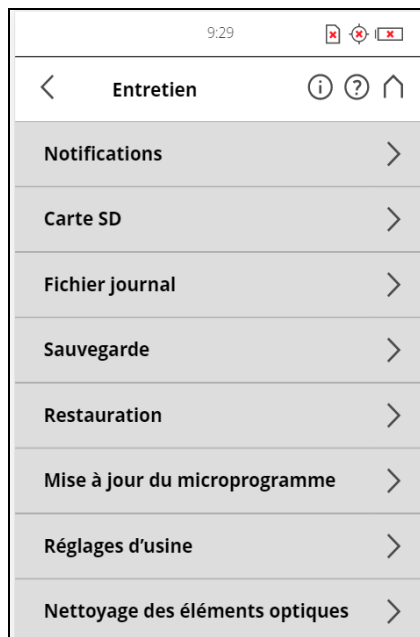 9:29
Entretien
Notifications
Carte SD
Fichier journal
Sauvegarde
Restauration
Mise à jour du microprogramme
Réglages d’usine
Nettoyage des éléments optiques